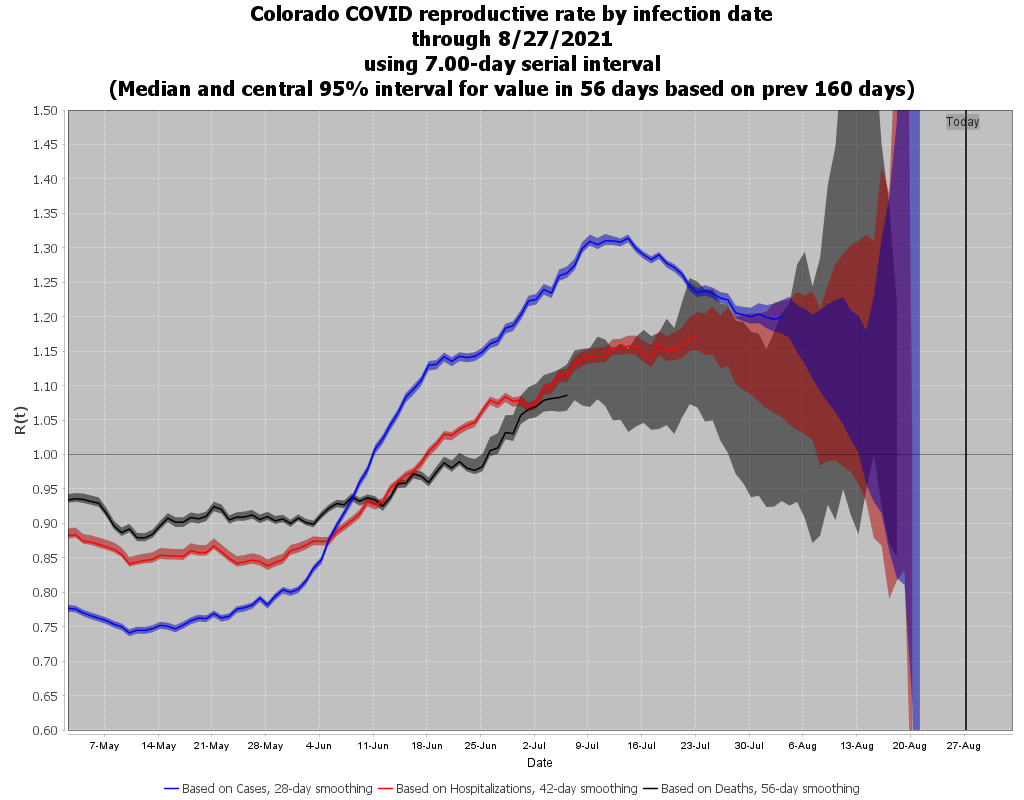 Colorado COVID reproductive rate by infection date
through 8/27/2021
using 7.00-day serial interval
(Median and central 95% interval for value in 56 days based on prev 160 days)
1.50
1.45
1.40
1.35
1.30
1.25
1.20
1.15
1.10
1.05
1.00
0.95
0.90
0.85
0.80
0.75
0.70
0.65
0.60
R(t)
Today
7-May 14-May 21-May 28-May 4-Jun 11-Jun 18-Jun 25-Jun 2-Jul 9-Jul 16-Jul 23-Jul 30-Jul 6-Aug 13-Aug 20-Aug 27-Aug
Date
Based on Cases, 28-day smoothing Based on Hospitalizations, 42-day smoothing Based on Deaths, 56-day smoothing